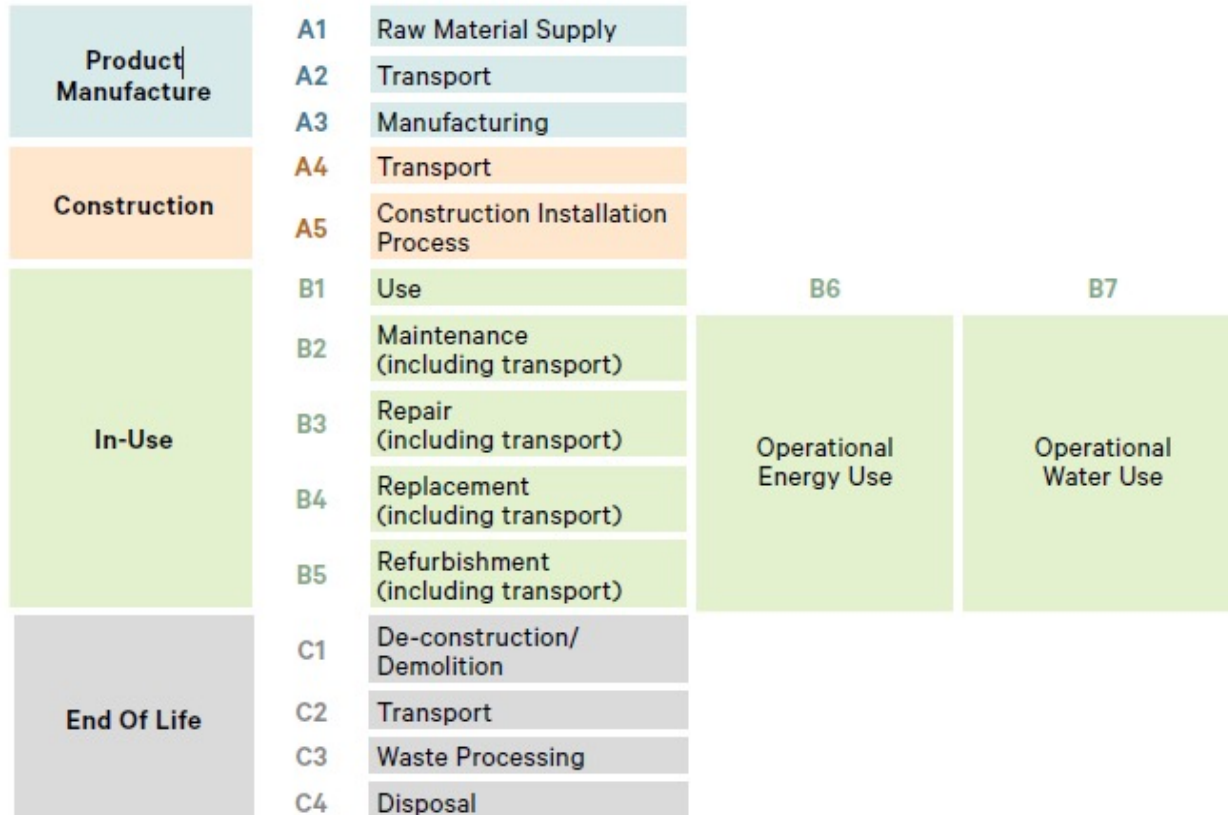 Product
Manufacture
A1 Raw Material Supply
A2 Transport
A3 Manufacturing
Construction
A4 Transport
A5 Construction Installation
Process
In-Use
B1 Use
B2 Maintenance
(including transport)
B3 Repair
(including transport)
B4 Replacement
(including transport)
B5 Refurbishment
(including transport)
B6
Operational
Energy Use
B7
Operational
Water Use
End Of Life
C1 De-construction/
Demolition
C2 Transport
C3 Waste Processing
C4 Disposal